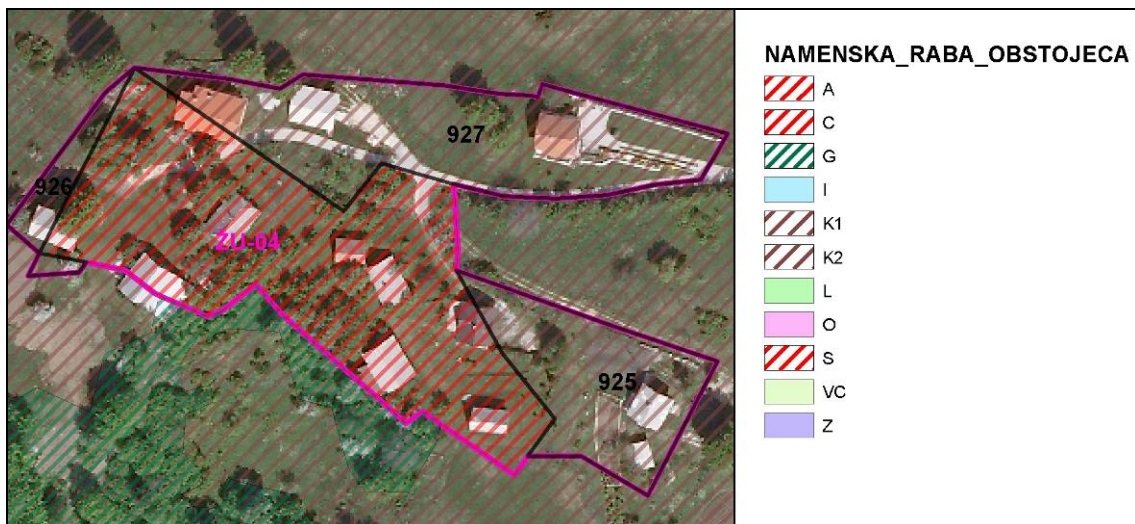 927
926
ZU-04
925
NAMENSKA_RABA_OBSTOJECA
A
C
G
I
K1
K2
L
O
S
VC
Z